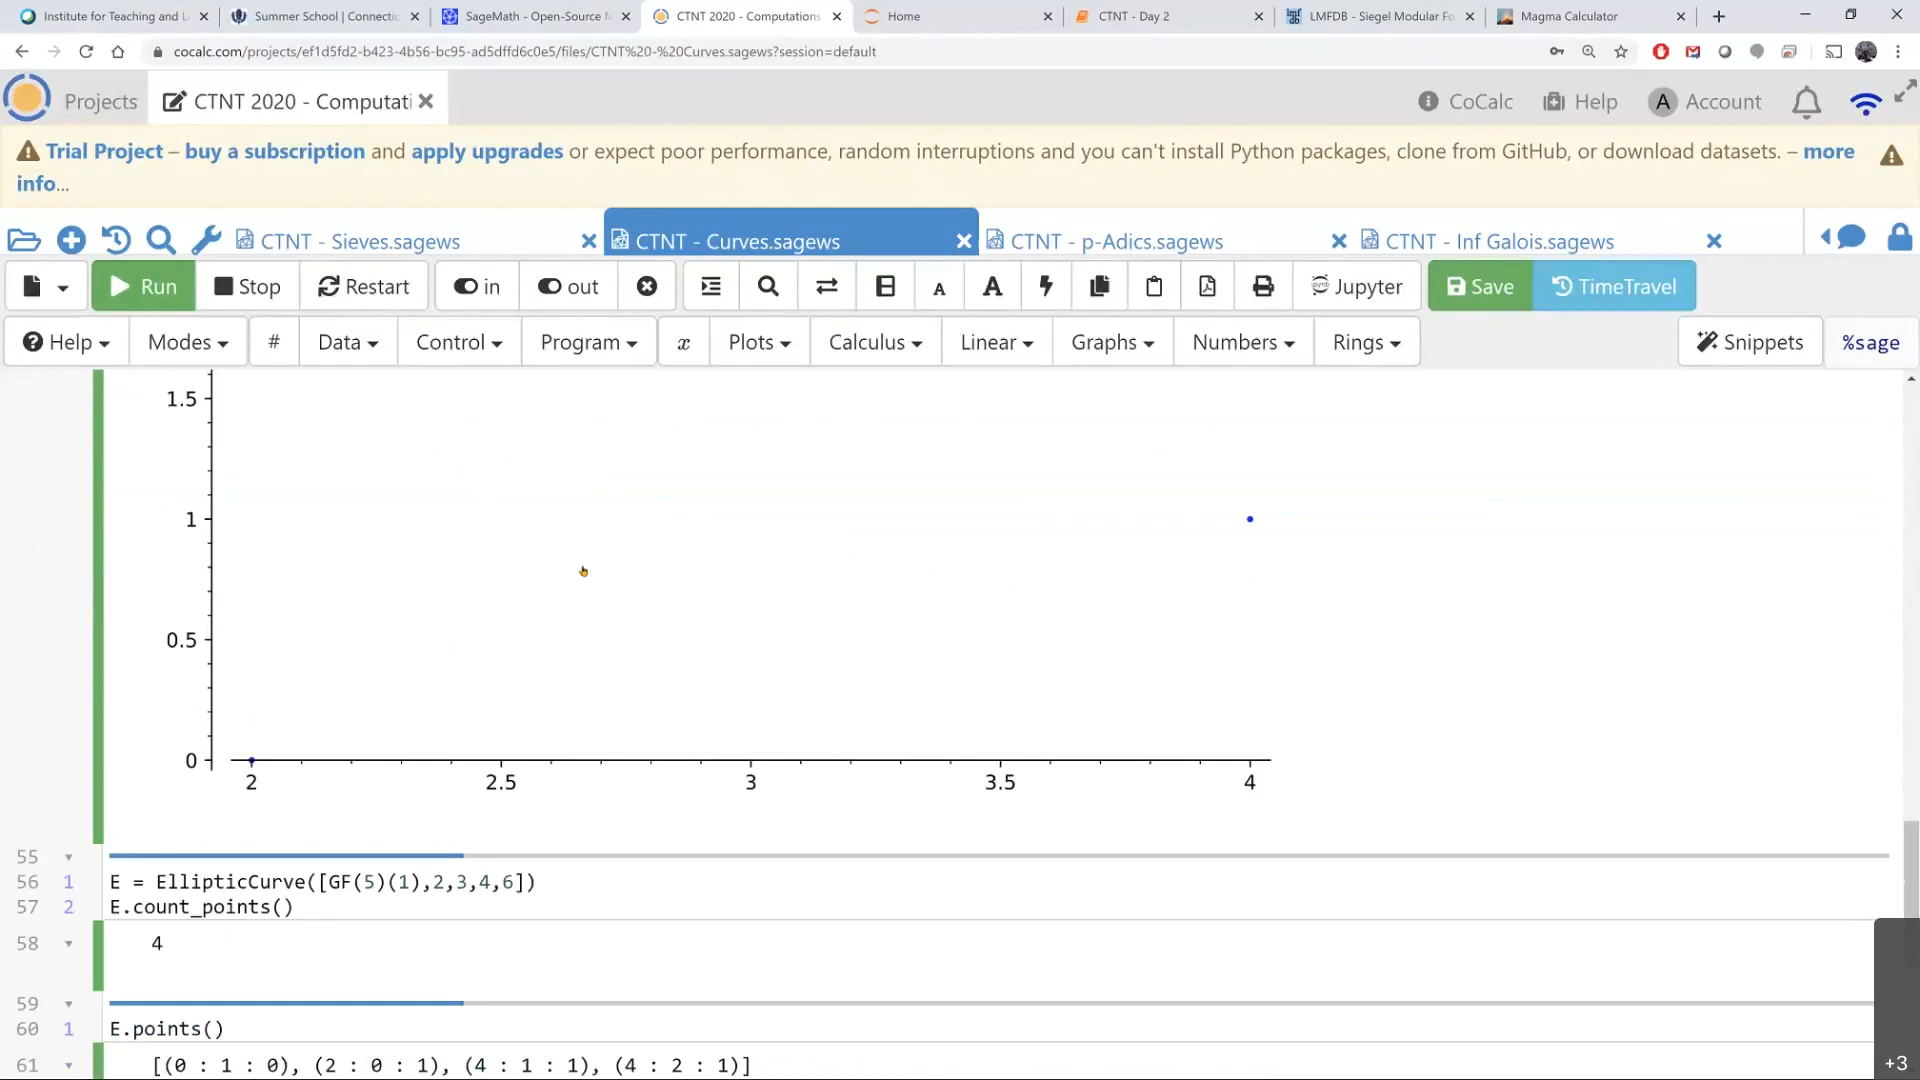 Institute for Teaching and L
Summer School | Connectic
SageMath - Open-Source M
CTNT 2020 - Computations
Home
CTNT - Day 2
LMFDB - Siegel Modular Fo
Magma Calculator
cocalc.com/projects/ef1d5fd2-b423-4b56-bc95-ad5dffd6c0e5/files/CTNT%20-%20Curves.sagews?session=default
Projects
CTNT 2020 - Computati
CoCalc
Help
A Account
Trial Project – buy a subscription and apply upgrades or expect poor performance, random interruptions and you can't install Python packages, clone from GitHub, or download datasets. – more
info...
CTNT - Sieves.sagews
CTNT - Curves.sagews
CTNT - p-Adics.sagews
CTNT - Inf Galois.sagews
Run
Stop
Restart
in
out
A
A
Jupyter
Save
TimeTravel
Help
Modes
#
Data
Control
Program
x
Plots
Calculus
Linear
Graphs
Numbers
Rings
Snippets
%sage
1.5
1
0.5
0
2 2.5 3 3.5 4
55
56 1 E = EllipticCurve([GF(5)(1),2,3,4,6])
57 2 E.count_points()
58 4
59
60 1 E.points()
61 [(0 : 1 : 0), (2 : 0 : 1), (4 : 1 : 1), (4 : 2 : 1)]
+3